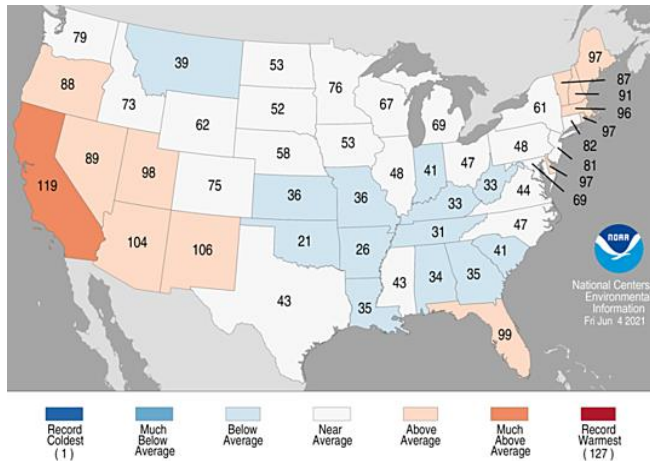 79
39
53
97
88
76
87
67
91
73
52
61
96
62
69
97
58
53
82
89
48
47
48
81
98
41
97
75
36
36
33
44
69
119
33
47
31
104
106
21
26
41
NOAA
43
34
35
43
35
National Centers
Environmental
Information
Fri Jun 4 2021
99
Record
Coldest
(1)
Much
Below
Average
Below
Average
Near
Average
Above
Average
Much
Above
Average
Record
Warmest
(127)